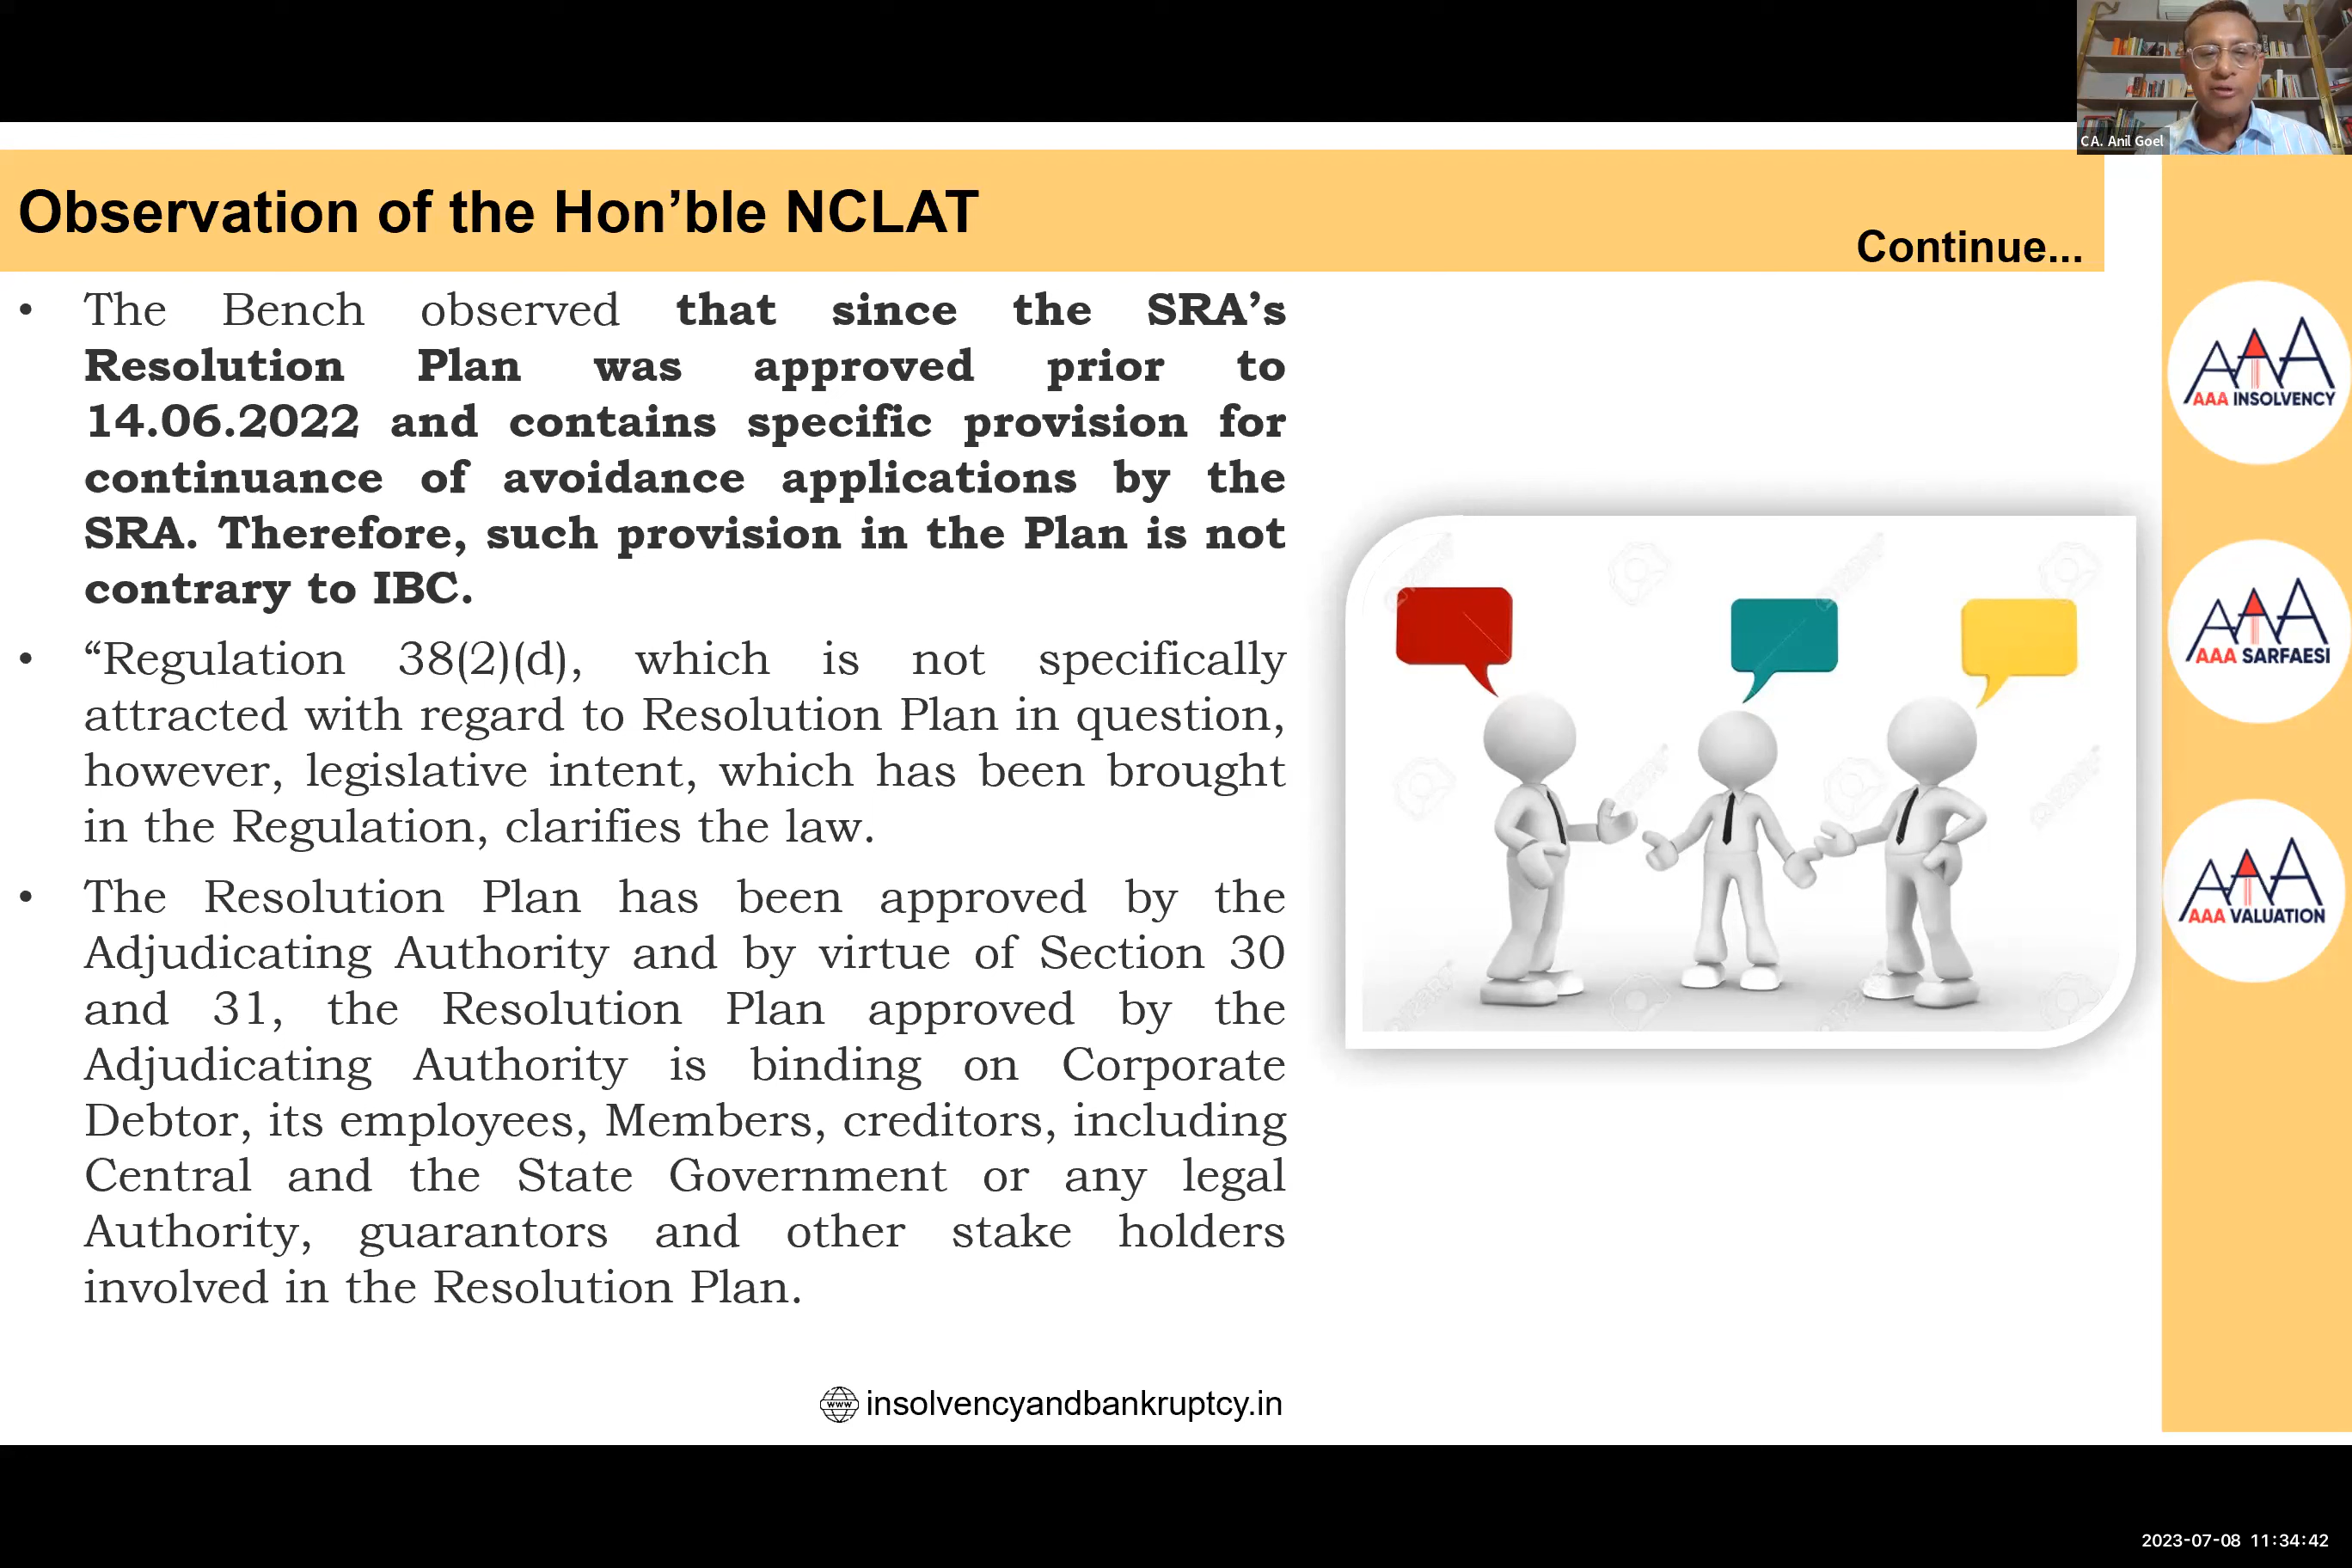 CA. Anil Goel
Observation of the Hon’ble NCLAT
Continue...
• The Bench observed that since the SRA’s
Resolution Plan was approved prior to
14.06.2022 and contains specific provision for
continuance of avoidance applications by the
SRA. Therefore, such provision in the Plan is not
contrary to IBC.
• “Regulation 38(2)(d), which is not specifically
attracted with regard to Resolution Plan in question,
however, legislative intent, which has been brought
in the Regulation, clarifies the law.
• The Resolution Plan has been approved by the
Adjudicating Authority and by virtue of Section 30
and 31, the Resolution Plan approved by the
Adjudicating Authority is binding on Corporate
Debtor, its employees, Members, creditors, including
Central and the State Government or any legal
Authority, guarantors and other stake holders
involved in the Resolution Plan.
AAA
AAA INSOLVENCY
AAA
AAA SARFAESI
AAA
AAA VALUATION
www
insolvencyandbankruptcy.in
2023-07-08 11:34:42